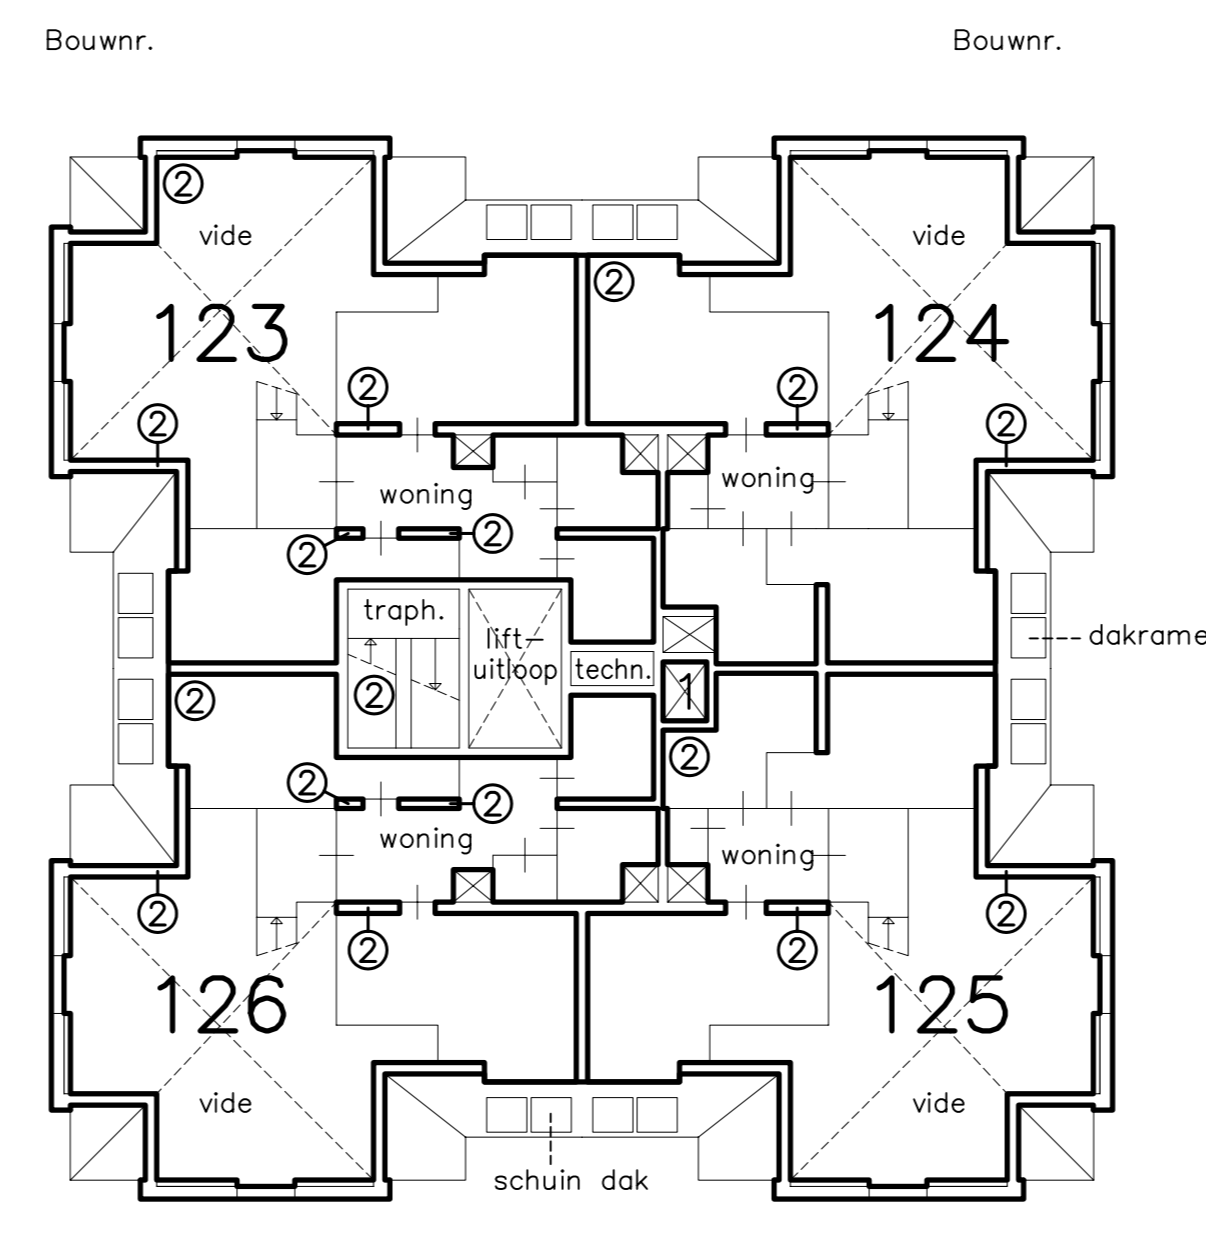 Bouwnr. Bouwnr.
2
vide vide
2
123 124
2 2
2 2
woning woning
2 2
traph. lift-
uitloop techn.
dakrame
2 1
2
2
2 2
woning woning
2 2
2 2
126 125
vide vide
schuin dak